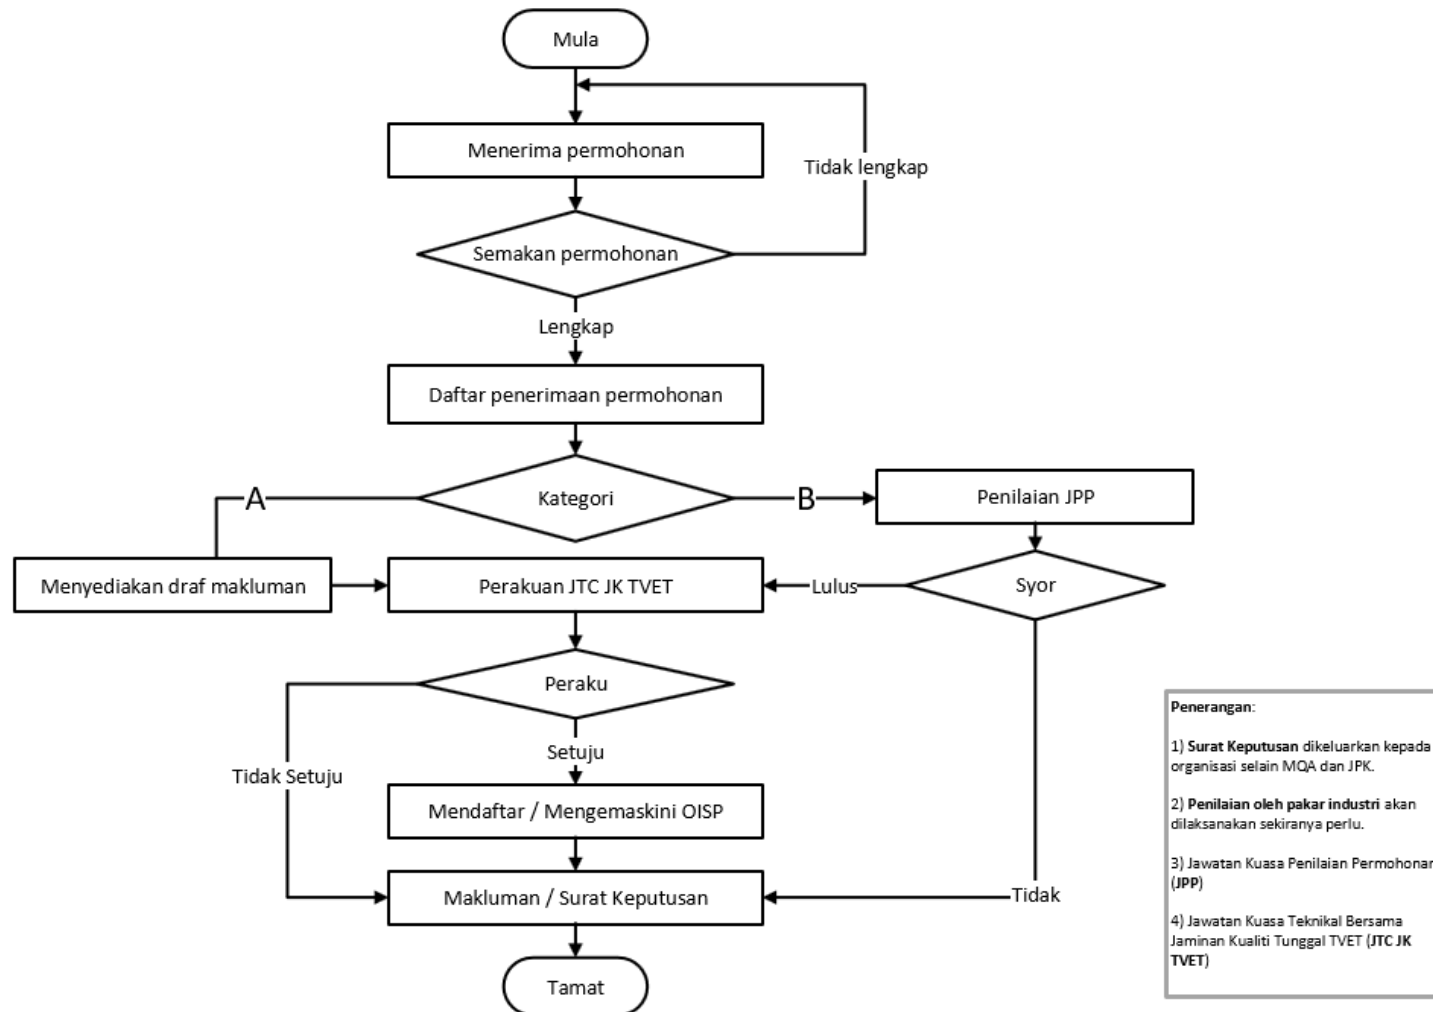 Mula
Menerima permohonan
Tidak lengkap
Semakan permohonan
Lengkap
Daftar penerimaan permohonan
A
Kategori
B
Penilaian JPP
Menyediakan draf makluman
Perakuan JTC JK TVET
Lulus
Syor
Peraku
Setuju
Tidak Setuju
Mendaftar / Mengemaskini OISP
Makluman / Surat Keputusan
Tidak
Tamat
Penerangan:
1) Surat Keputusan dikeluarkan kepada
organisasi selain MQA dan JPK.
2) Penilaian oleh pakar industri akan
dilaksanakan sekiranya perlu.
3) Jawatan Kuasa Penilaian Permohonan
(JPP)
4) Jawatan Kuasa Teknikal Bersama
Jaminan Kualiti Tunggal TVET (JTC JK
TVET)